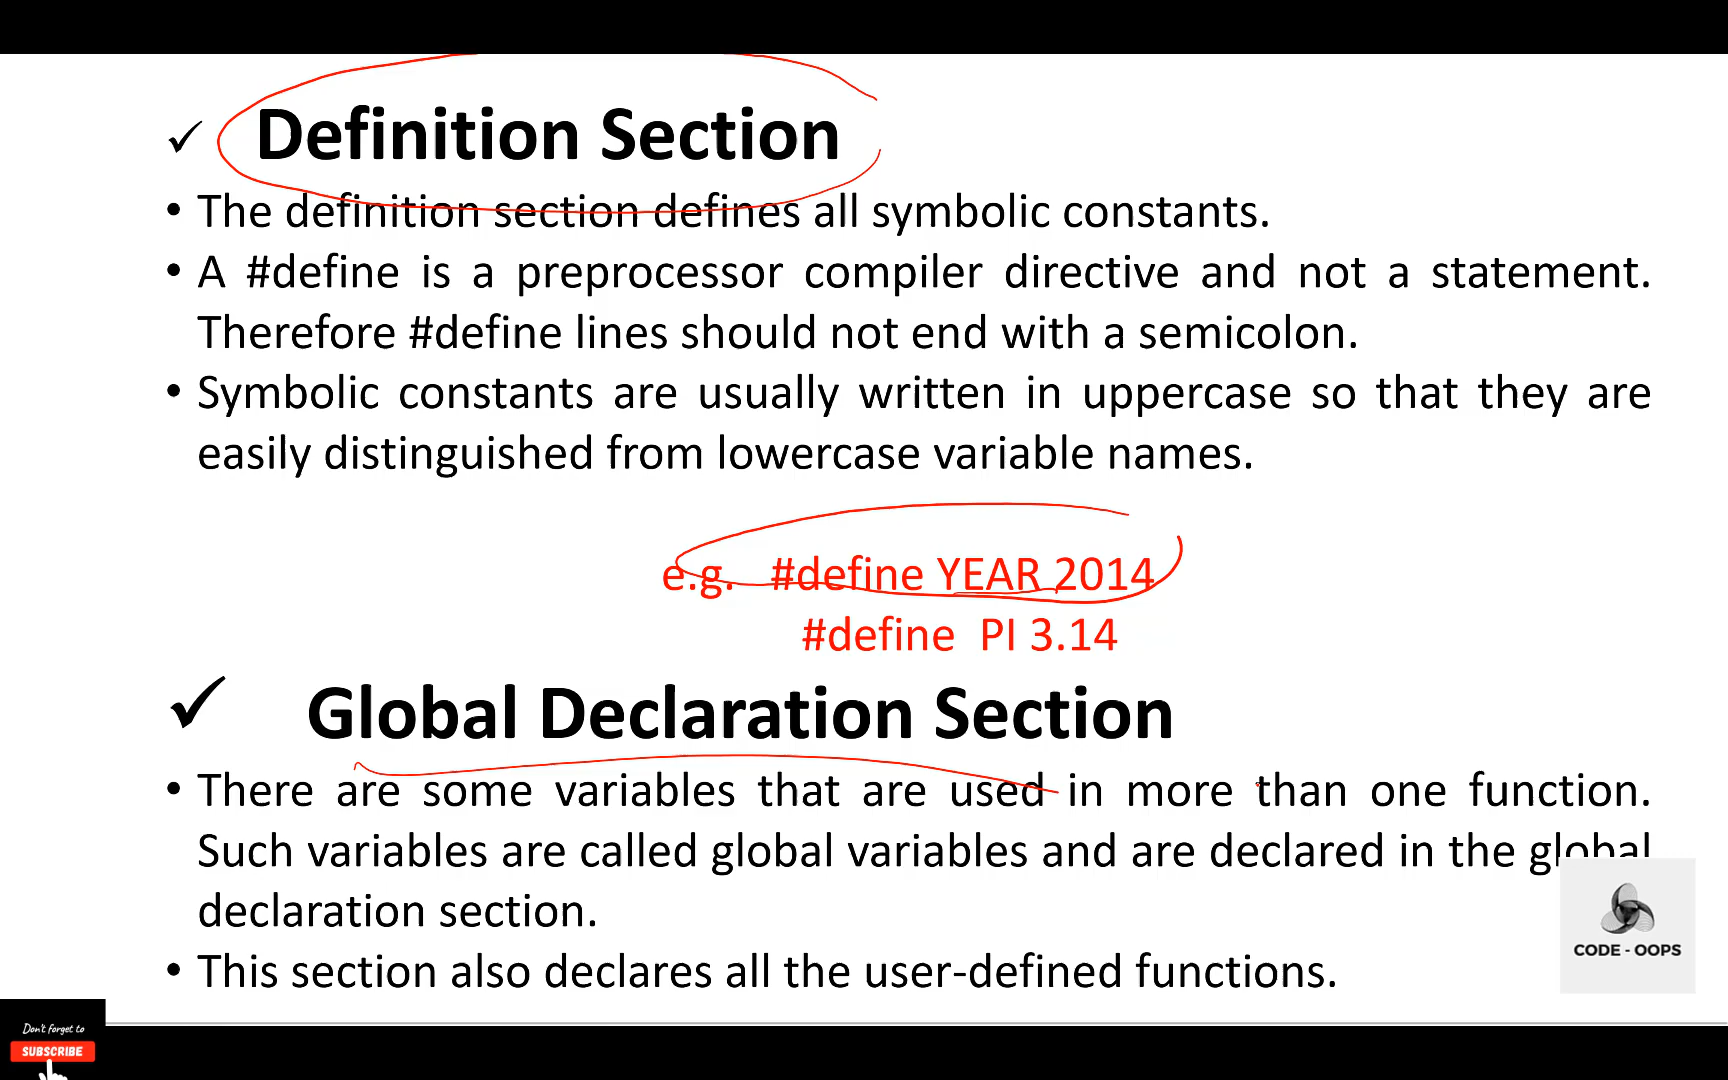 ✓ Definition Section
• The definition section defines all symbolic constants.
• A #define is a preprocessor compiler directive and not a statement.
Therefore #define lines should not end with a semicolon.
• Symbolic constants are usually written in uppercase so that they are
easily distinguished from lowercase variable names.
e.g. #define YEAR 2014
#define PI 3.14
✓ Global Declaration Section
• There are some variables that are used in more than one function.
Such variables are called global variables and are declared in the global
declaration section.
• This section also declares all the user-defined functions.
CODE - OOPS
Don't forget to
SUBSCRIBE